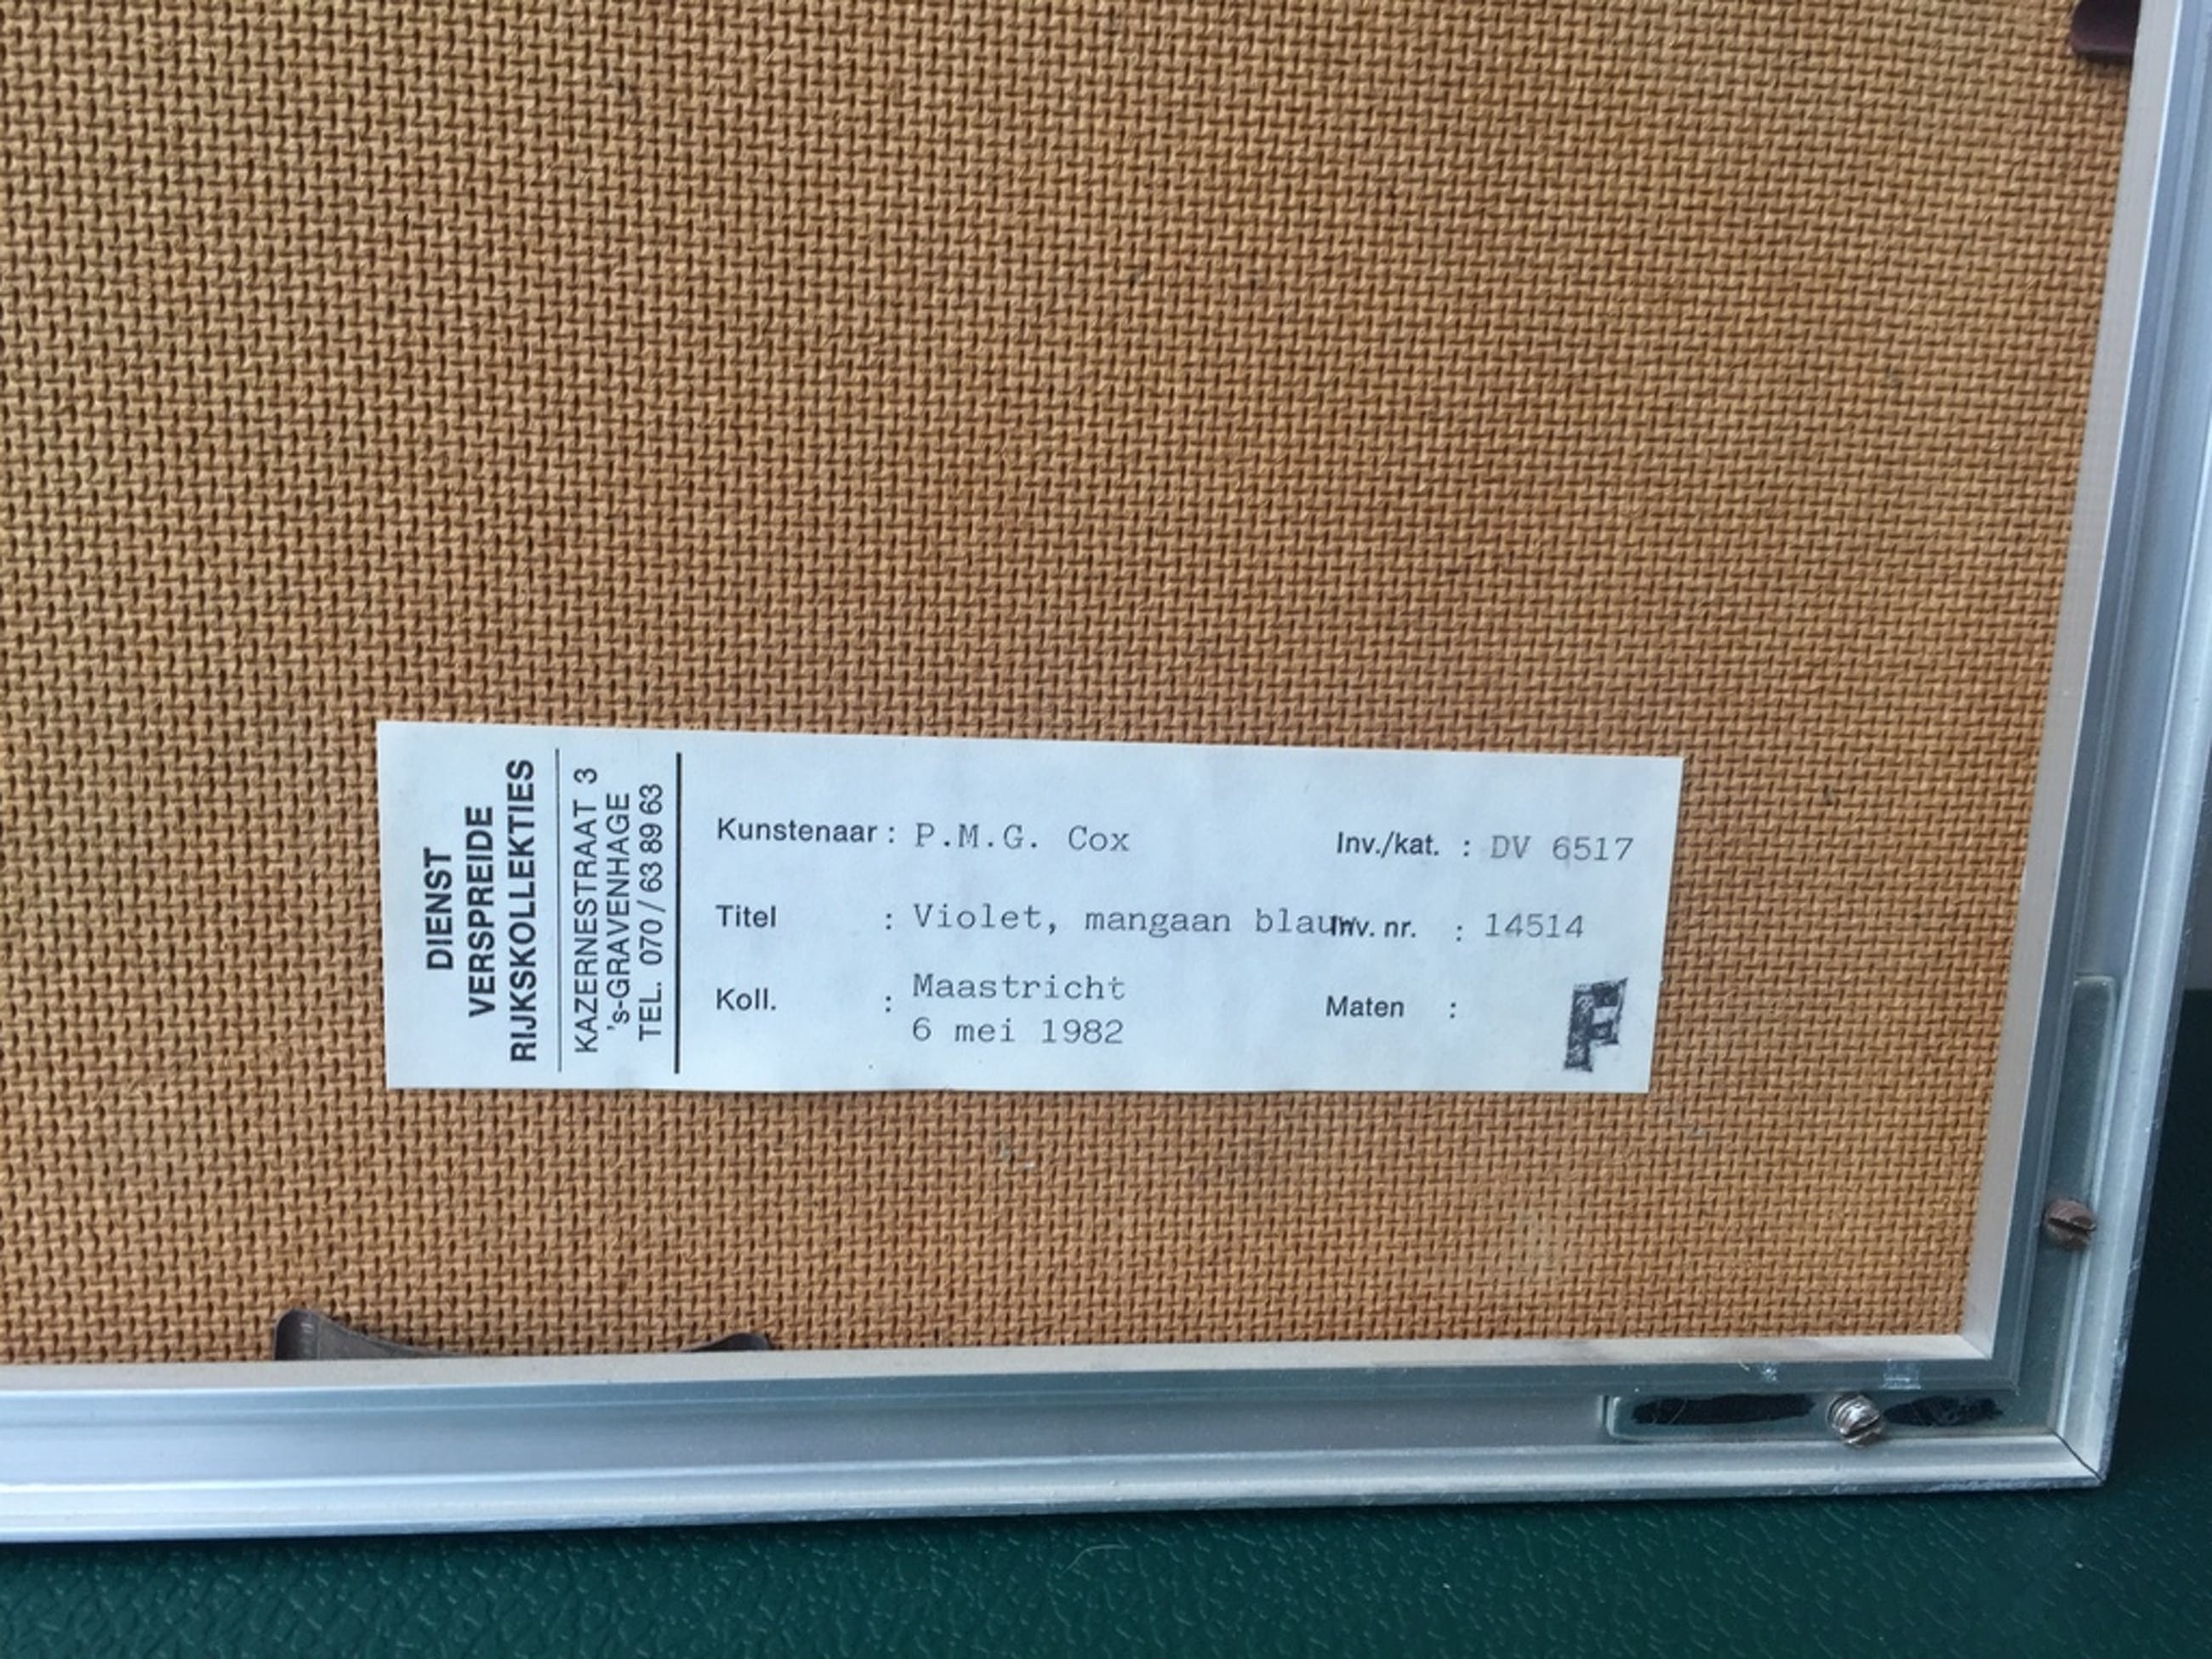 DIENST
VERSPREIDE
RIJKSKOLLEKTIES
KAZERNESTRAAT 3
's-GRAVENHAGE
TEL. 070 / 63 89 63
Kunstenaar : P.M.G. Cox Inv./kat. : DV 6517
Titel : Violet, mangaan blauw Inv. nr. : 14514
Koll. : Maastricht Maten :
6 mei 1982
F